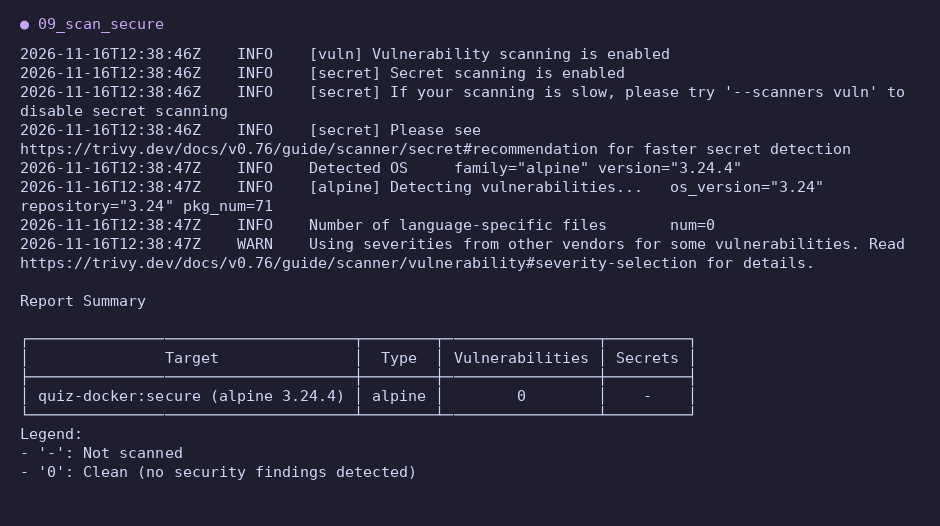 ● 09_scan_secure
2026-11-16T12:38:46Z    INFO    [vuln] Vulnerability scanning is enabled
2026-11-16T12:38:46Z    INFO    [secret] Secret scanning is enabled
2026-11-16T12:38:46Z    INFO    [secret] If your scanning is slow, please try '--scanners vuln' to
disable secret scanning
2026-11-16T12:38:46Z    INFO    [secret] Please see
https://trivy.dev/docs/v0.76/guide/scanner/secret#recommendation for faster secret detection
2026-11-16T12:38:47Z    INFO    Detected OS     family="alpine" version="3.24.4"
2026-11-16T12:38:47Z    INFO    [alpine] Detecting vulnerabilities...   os_version="3.24"
repository="3.24" pkg_num=71
2026-11-16T12:38:47Z    INFO    Number of language-specific files       num=0
2026-11-16T12:38:47Z    WARN    Using severities from other vendors for some vulnerabilities. Read
https://trivy.dev/docs/v0.76/guide/scanner/vulnerability#severity-selection for details.
Report Summary
Target │ Type │ Vulnerabilities │ Secrets
quiz-docker:secure (alpine 3.24.4) │ alpine │ 0 │ -
Legend:
- '-': Not scanned
- '0': Clean (no security findings detected)